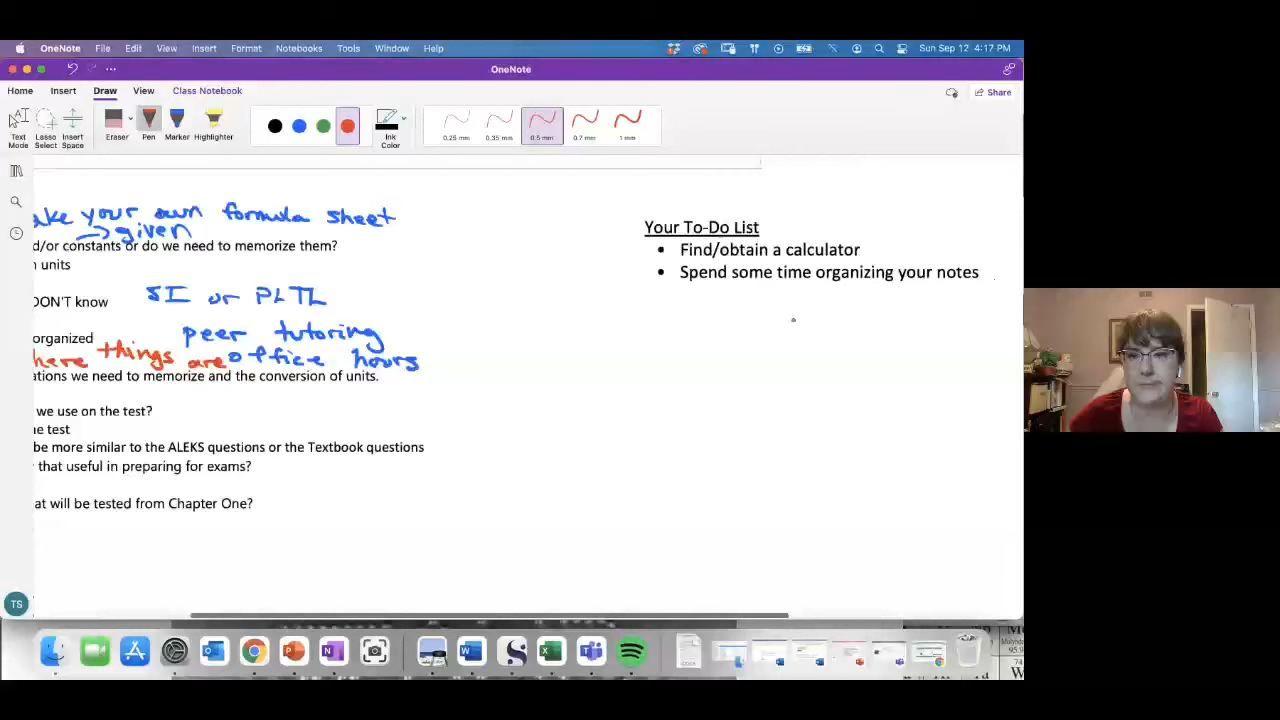 OneNote File Edit View Insert Format Notebooks Tools Window Help Sun Sep 12 4:17 PM
OneNote
Home Insert Draw View Class Notebook Share
Text Mode Lasso Select Insert Space Eraser Pen Marker Highlighter Ink Color 0.25 mm 0.35 mm 0.5 mm 0.7 mm 1 mm
ake your own formula sheet
→ given
d/or constants or do we need to memorize them?
n units
DON'T know SI or PLTL
organized peer tutoring
here things are office hours
ations we need to memorize and the conversion of units.
we use on the test?
ne test
be more similar to the ALEKS questions or the Textbook questions
that useful in preparing for exams?
at will be tested from Chapter One?
Your To-Do List
• Find/obtain a calculator
• Spend some time organizing your notes
TS